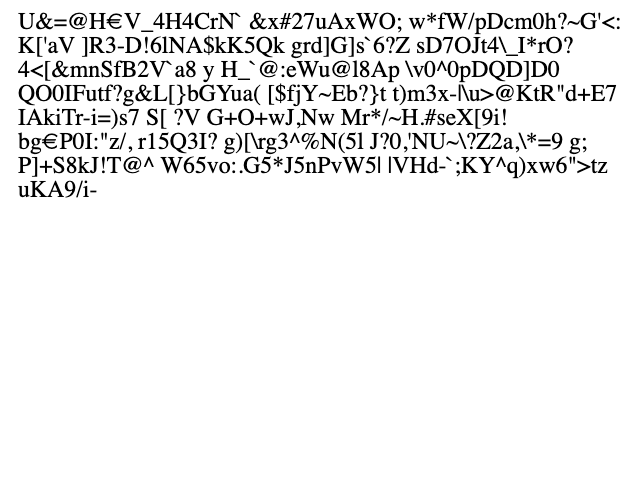 U&=@H€V_4H4CrN` &x#27uAxWO; w*fW/pDcm0h?~G'<:
K['aV ]R3-D!6lNA$kK5Qk grd]G]s`6?Z sD7OJt4\_I*rO?
4<[&mnSfB2V`a8 y H_`@:eWu@l8Ap \v0^0pDQD]D0
QO0IFutf?g&L[}bGYua( [$fjY~Eb?}t t)m3x-|\u>@KtR"d+E7
IAkiTr-i=)s7 S[ ?V G+O+wJ,Nw Mr*/~H.#seX[9i!
bg€P0I:"z/, r15Q3I? g)[\rg3^%N(5l J?0,'NU~\?Z2a,\*=9 g;
P]+S8kJ!T@^ W65vo:.G5*J5nPvW5| |VHd-`;KY^q)xw6">tz
uKA9/i-